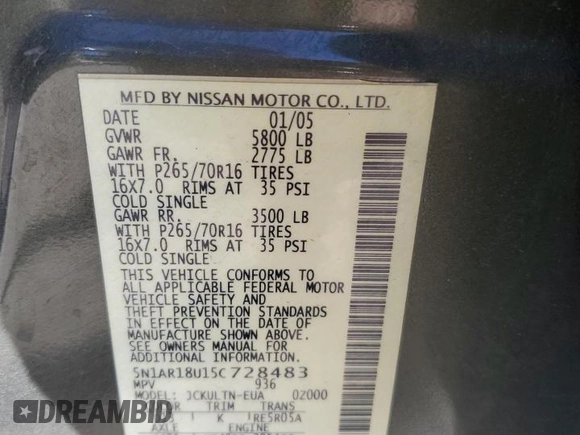 MFD BY NISSAN MOTOR CO., LTD.
DATE 01/05
GVWR 5800 LB
GAWR FR. 2775 LB
WITH P265/70R16 TIRES
16X7.0 RIMS AT 35 PSI
COLD SINGLE
GAWR RR. 3500 LB
WITH P265/70R16 TIRES
16X7.0 RIMS AT 35 PSI
COLD SINGLE
THIS VEHICLE CONFORMS TO
ALL APPLICABLE FEDERAL MOTOR
VEHICLE SAFETY AND
THEFT PREVENTION STANDARDS
IN EFFECT ON THE DATE OF
MANUFACTURE SHOWN ABOVE.
SEE OWNERS MANUAL FOR
ADDITIONAL INFORMATION
5N1AR18U15C728483
MPV 936
MODEL: JCKULTN-EUA 02000
TRIM TRANS
K RE5R05A
AXLE ENGINE
DREAMBID